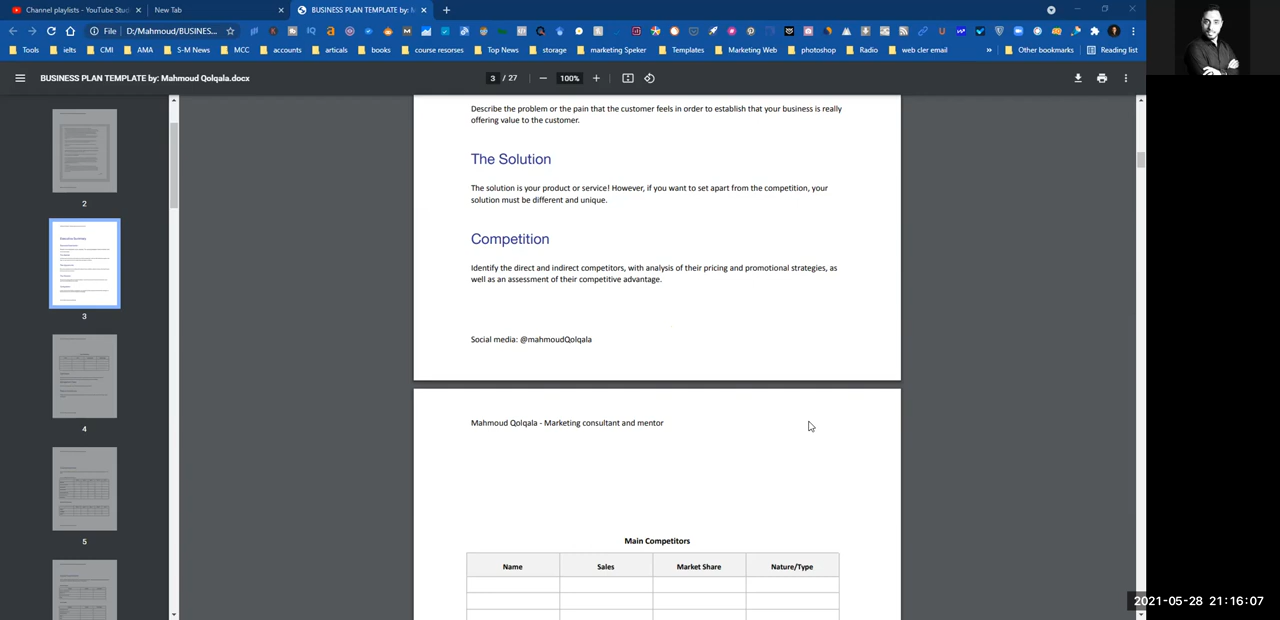 Channel playlists - YouTube Stud
New Tab
BUSINESS PLAN TEMPLATE by: M
File
D:/Mahmoud/BUSINES...
Tools
ielts
CMI
AMA
S-M News
MCC
accounts
articals
books
course resorses
Top News
storage
marketing Speker
Templates
Marketing Web
photoshop
Radio
web cler email
»
Other bookmarks
Reading list
BUSINESS PLAN TEMPLATE by: Mahmoud Qolqala.docx
3 / 27
100%
2
3
4
5
Describe the problem or the pain that the customer feels in order to establish that your business is really
offering value to the customer.
The Solution
The solution is your product or service! However, if you want to set apart from the competition, your
solution must be different and unique.
Competition
Identify the direct and indirect competitors, with analysis of their pricing and promotional strategies, as
well as an assessment of their competitive advantage.
Social media: @mahmoudQolqala
Mahmoud Qolqala - Marketing consultant and mentor
Main Competitors
Name Sales Market Share Nature/Type
2021-05-28 21:16:07